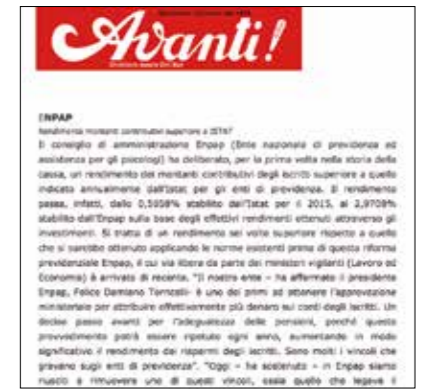 Avanti!
ENPAP
Rendimento montanti contributivi superiore a ISTAT
Il consiglio di amministrazione Enpap (Ente nazionale di previdenza ed
assistenza per gli psicologi) ha deliberato, per la prima volta nella storia della
cassa, un rendimento dei montanti contributivi degli iscritti superiore a quello
indicato annualmente dall'Istat per gli enti di previdenza. Il rendimento
passa, infatti, dallo 0,5058% stabilito dall'Istat per il 2015, al 2,9708%
stabilito dall'Enpap sulla base degli effettivi rendimenti ottenuti attraverso gli
investimenti. Si tratta di un rendimento sei volte superiore rispetto a quello
che si sarebbe ottenuto applicando le norme esistenti prima di questa riforma
previdenziale Enpap, il cui via libera da parte dei ministeri vigilanti (Lavoro ed
Economia) è arrivato di recente. "Il nostro ente - ha affermato il presidente
Enpap, Felice Damiano Torricelli- è uno dei primi ad ottenere l'approvazione
ministeriale per attribuire effettivamente più denaro sui conti degli iscritti. Un
deciso passo avanti per l'adeguatezza delle pensioni, poiché questo
provvedimento potrà essere ripetuto ogni anno, aumentando in modo
significativo il rendimento dei risparmi degli iscritti. Sono molti i vincoli che
gravano sugli enti di previdenza". "Oggi - ha sostenuto - in Enpap siamo
riusciti a rimuovere uno di questi vincoli, ossia quello che legava il